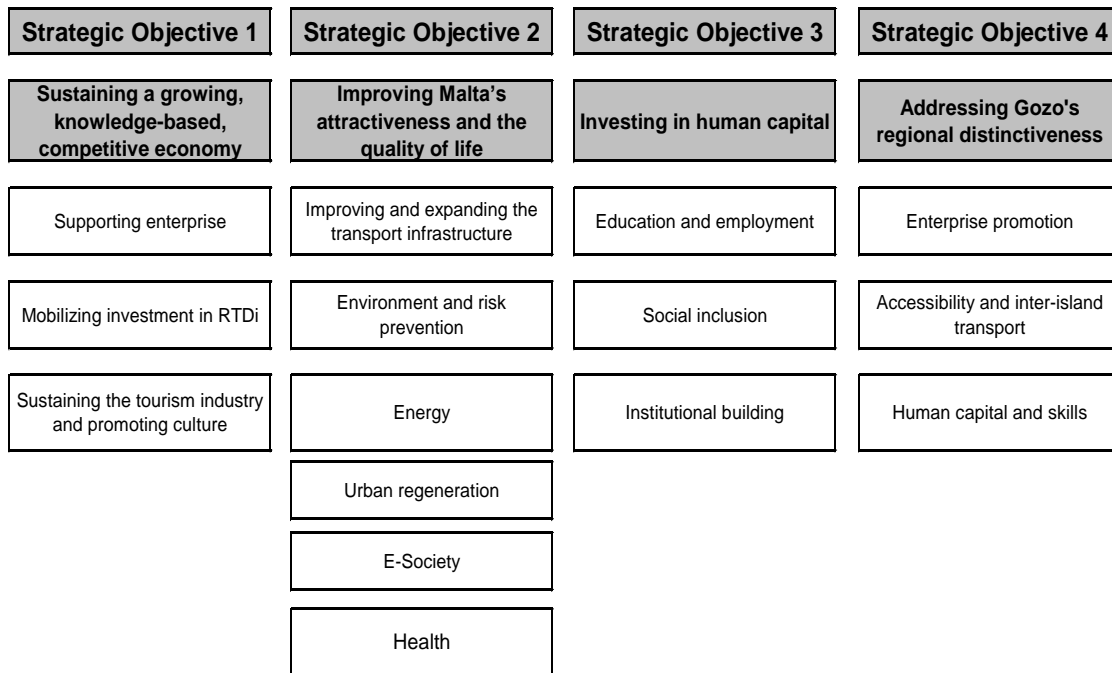 Strategic Objective 1
Sustaining a growing,
knowledge-based,
competitive economy
Supporting enterprise
Mobilizing investment in RTDi
Sustaining the tourism industry
and promoting culture
Strategic Objective 2
Improving Malta’s
attractiveness and the
quality of life
Improving and expanding the
transport infrastructure
Environment and risk
prevention
Energy
Urban regeneration
E-Society
Health
Strategic Objective 3
Investing in human capital
Education and employment
Social inclusion
Institutional building
Strategic Objective 4
Addressing Gozo's
regional distinctiveness
Enterprise promotion
Accessibility and inter-island
transport
Human capital and skills